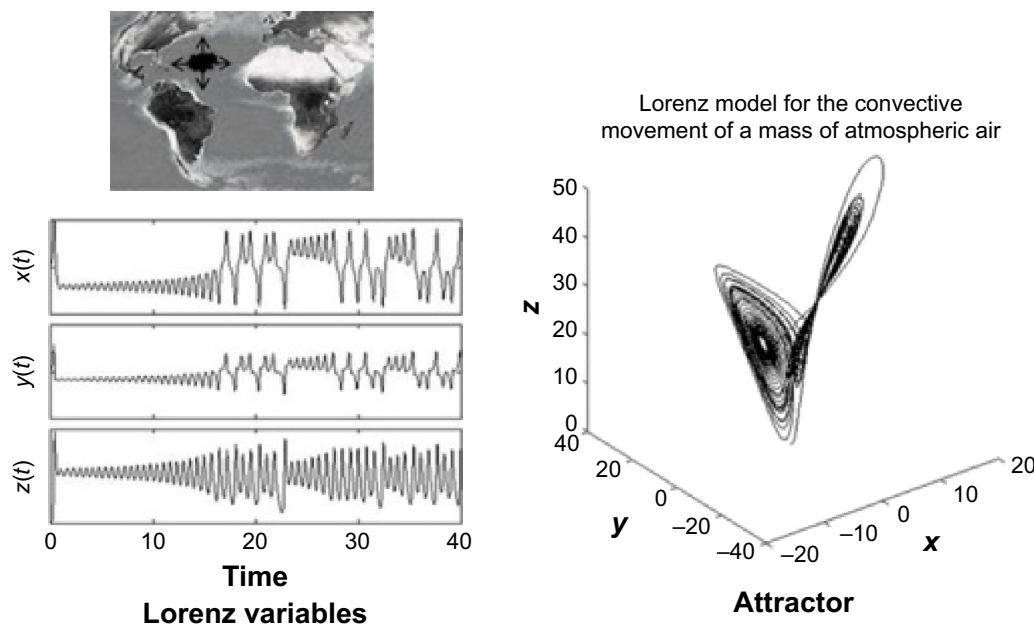 x(t)
y(t)
z(t)
0 10 20 30 40
Time
Lorenz variables
Lorenz model for the convective
movement of a mass of atmospheric air
50
40
30
20
10
0
z
40
20
0
–20
–40
y
–20
–10
0
10
20
x
Attractor